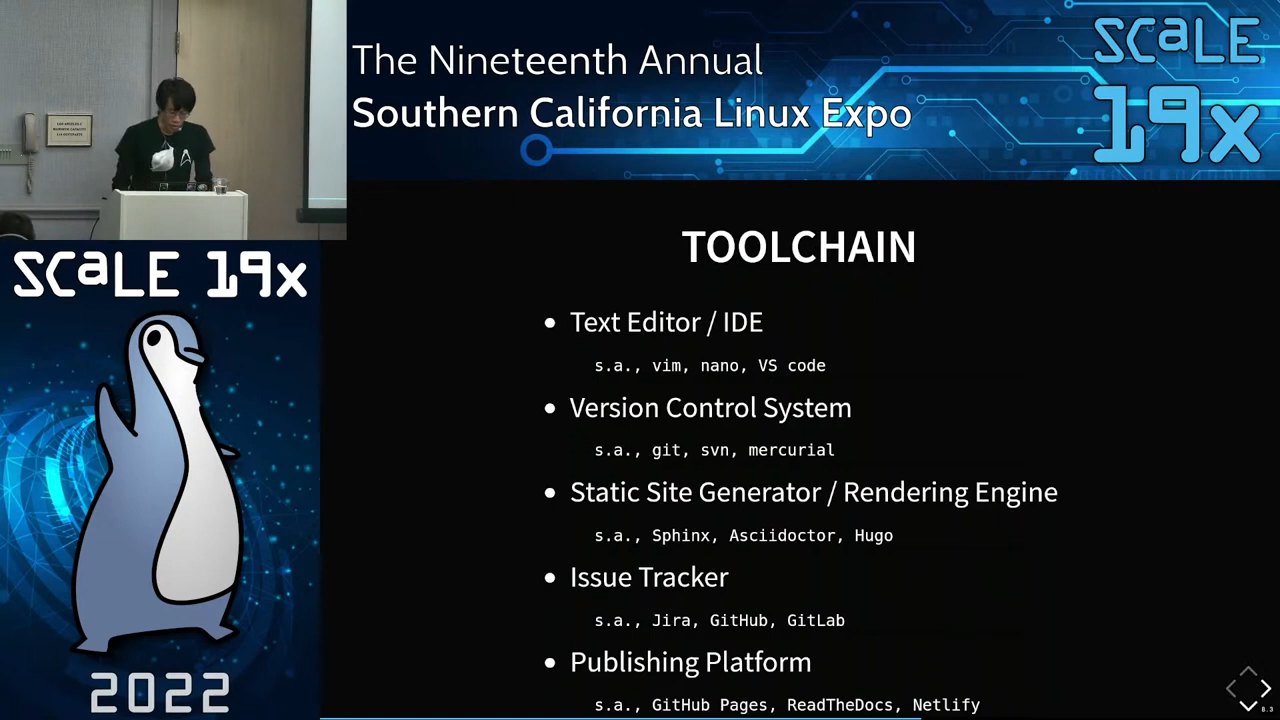 The Nineteenth Annual
Southern California Linux Expo
SCaLE
19x
SCaLE 19x
2022
TOOLCHAIN
• Text Editor / IDE
s.a., vim, nano, VS code
• Version Control System
s.a., git, svn, mercurial
• Static Site Generator / Rendering Engine
s.a., Sphinx, Asciidoctor, Hugo
• Issue Tracker
s.a., Jira, GitHub, GitLab
• Publishing Platform
s.a., GitHub Pages, ReadTheDocs, Netlify